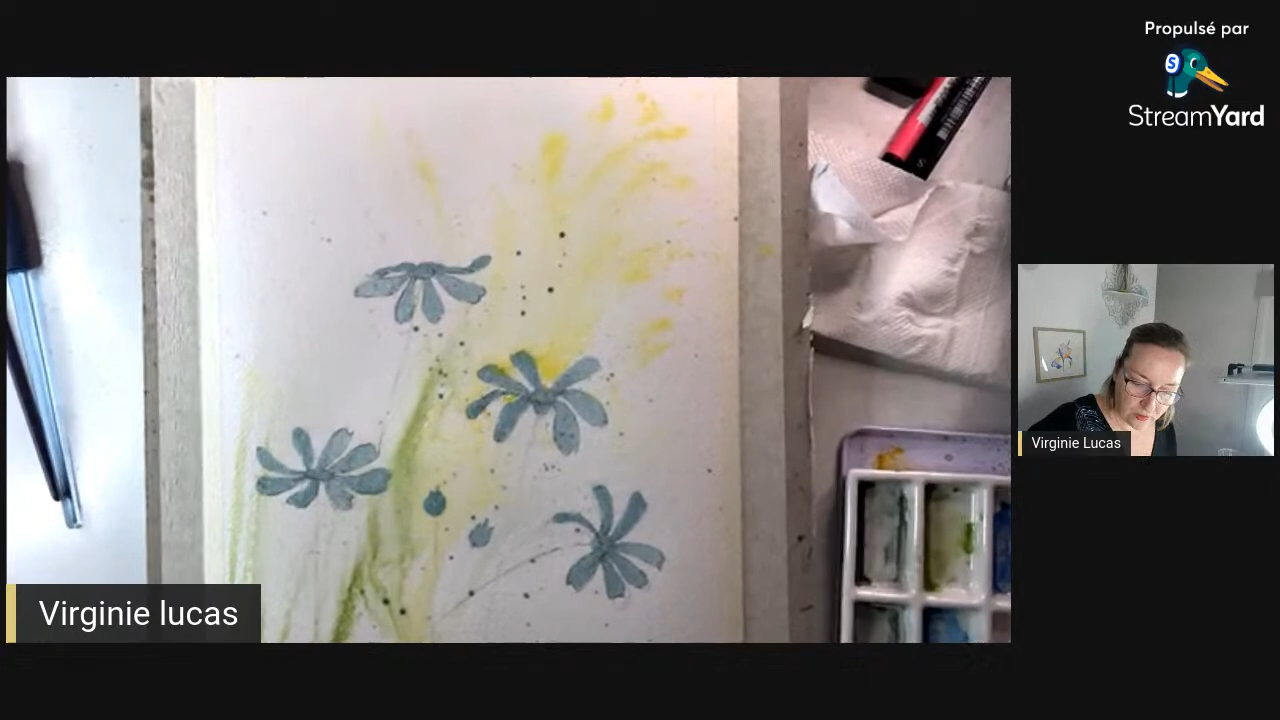 Propulsé par
S
StreamYard
Virginie Lucas
Virginie lucas